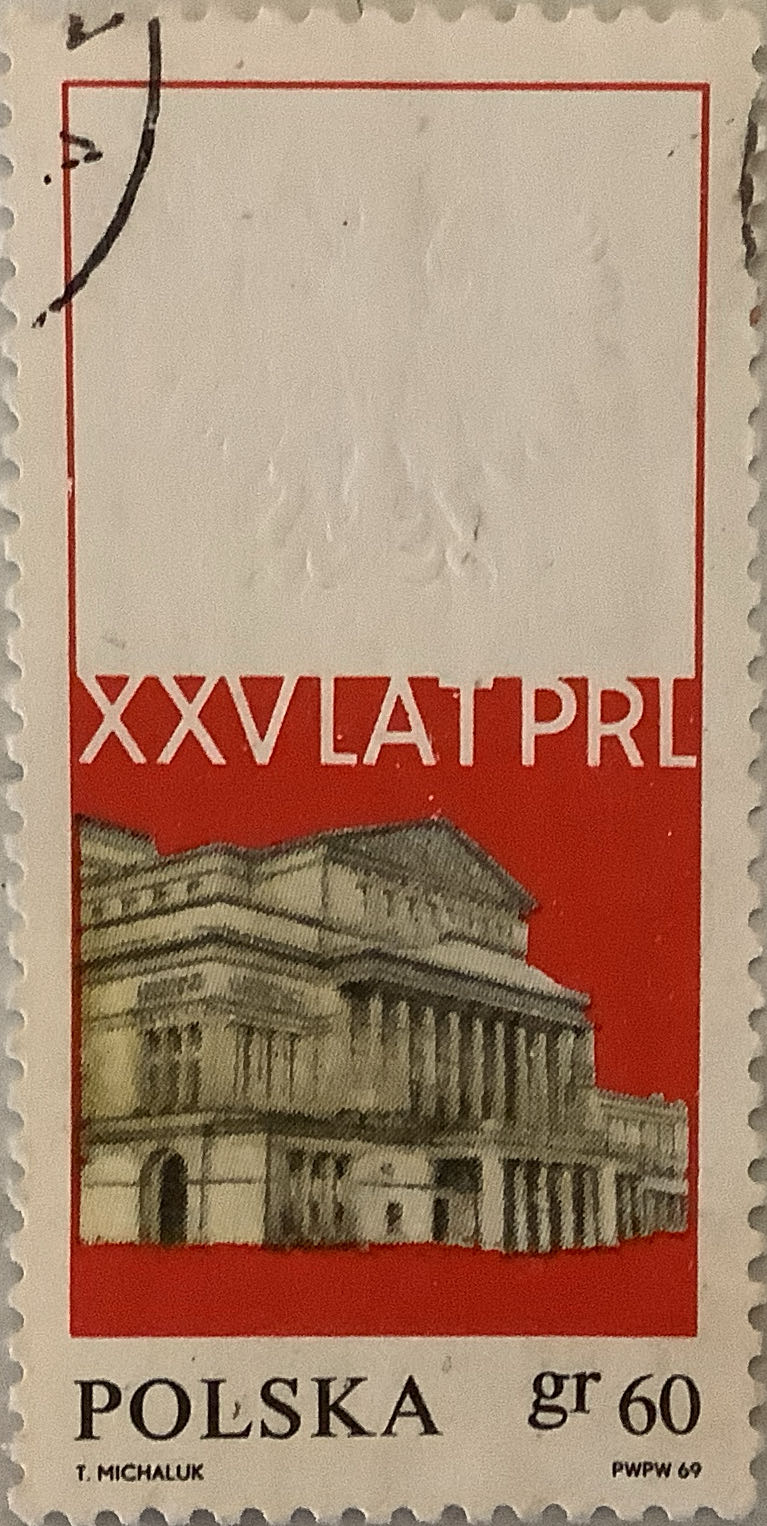 XXV LAT PRL
POLSKA gr 60
T. MICHALUK PWPW 69